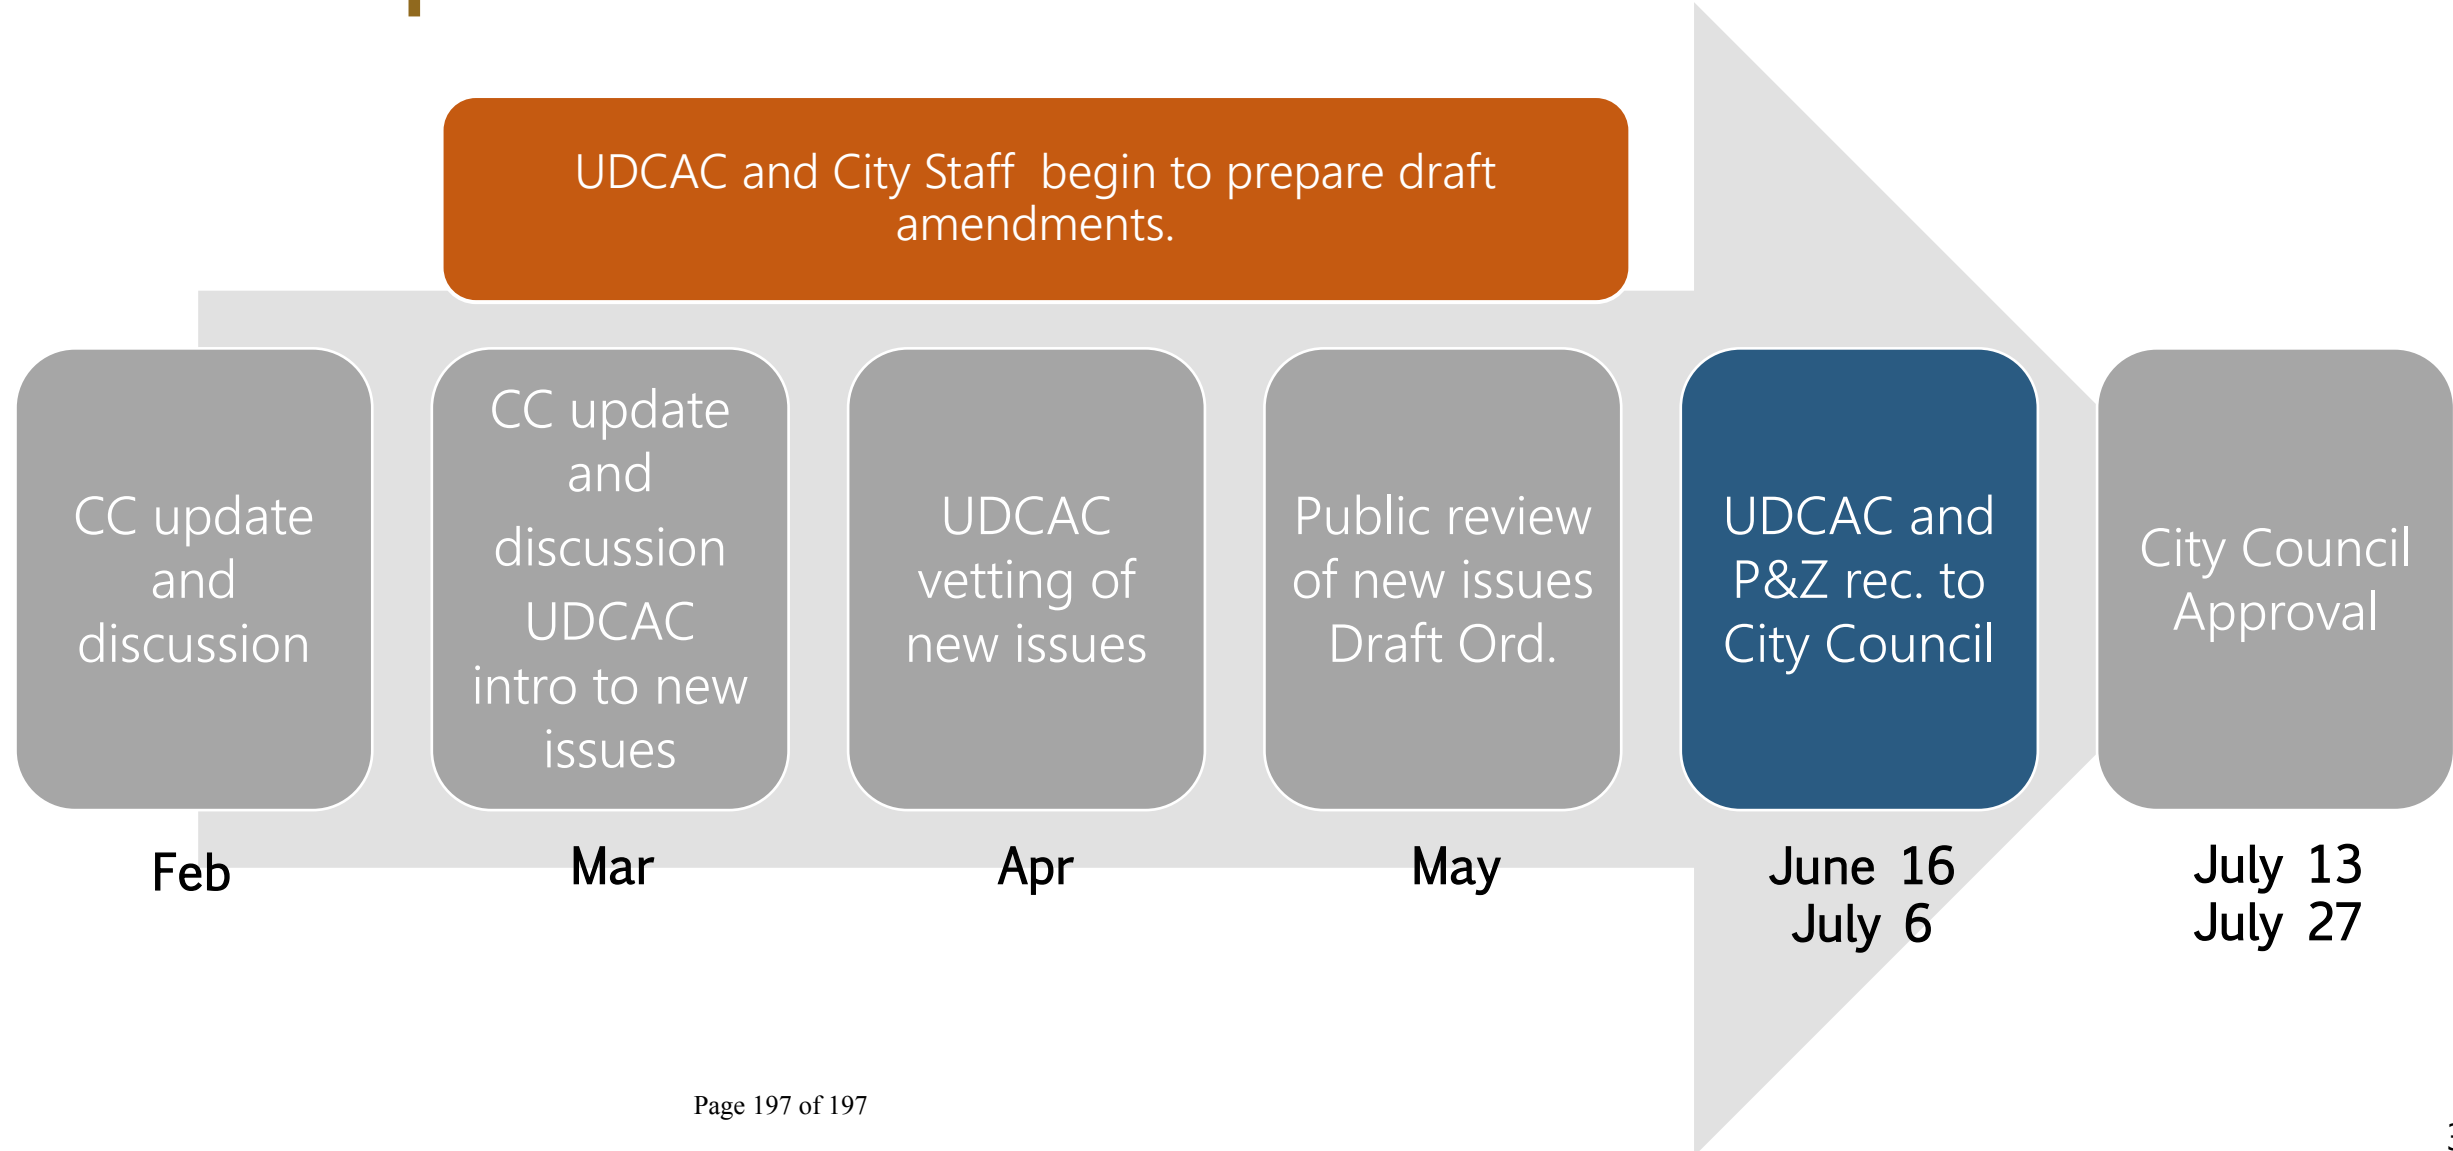 UDCAC and City Staff begin to prepare draft
amendments.
CC update
and
discussion
CC update
and
discussion
UDCAC
intro to new
issues
UDCAC
vetting of
new issues
Public review
of new issues
Draft Ord.
UDCAC and
P&Z rec. to
City Council
City Council
Approval
Feb
Mar
Apr
May
June 16
July 6
July 13
July 27
Page 197 of 197